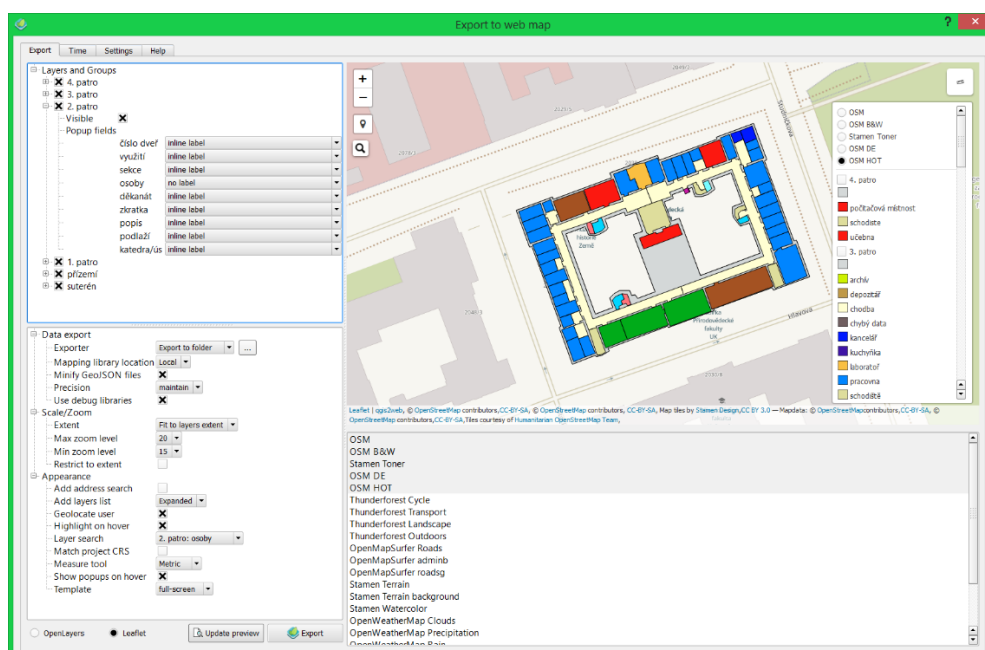 Export to web map
?
Export Time Settings Help
Layers and Groups
4. patro
3. patro
2. patro
Visible
Popup fields
číslo dveř inline label
využití inline label
sekce inline label
osoby no label
děkanát inline label
zkratka inline label
popis inline label
podlaží inline label
katedra/ús inline label
1. patro
přízemí
suterén
Data export
Exporter Export to folder ...
Mapping library location Local
Minify GeoJSON files
Precision maintain
Use debug libraries
Scale/Zoom
Extent Fit to layers extent
Max zoom level 20
Min zoom level 15
Restrict to extent
Appearance
Add address search
Add layers list Expanded
Geolocate user
Highlight on hover
Layer search 2. patro: osoby
Match project CRS
Measure tool Metric
Show popups on hover
Template full-screen
OpenLayers Leaflet Update preview Export
+
−
Studničkova
Hlavova
Přírodovědecké
fakulty
UK
OSM
OSM B&W
Stamen Toner
OSM DE
OSM HOT
4. patro
počítačová místnost
schodiste
učebna
3. patro
archív
depozitář
chodba
chybý data
kancelář
kuchyňka
laboratoř
pracovna
schodiště
Leaflet | qgis2web, © OpenStreetMap contributors,CC-BY-SA, © OpenStreetMap contributors, CC-BY-SA, Map tiles by Stamen Design,CC BY 3.0 — Mapdata: © OpenStreetMapcontributors,CC-BY-SA, ©
OpenStreetMap contributors,CC-BY-SA,Tiles courtesy of Humanitarian OpenStreetMap Team,
OSM
OSM B&W
Stamen Toner
OSM DE
OSM HOT
Thunderforest Cycle
Thunderforest Transport
Thunderforest Landscape
Thunderforest Outdoors
OpenMapSurfer Roads
OpenMapSurfer adminb
OpenMapSurfer roadsg
Stamen Terrain
Stamen Terrain background
Stamen Watercolor
OpenWeatherMap Clouds
OpenWeatherMap Precipitation
OpenWeatherMap Rain